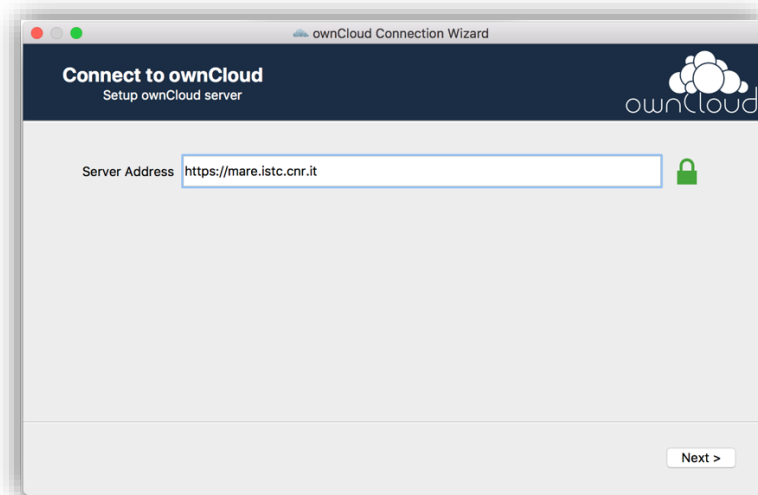 ownCloud Connection Wizard
Connect to ownCloud
Setup ownCloud server
ownCloud
Server Address https://mare.istc.cnr.it
Next >